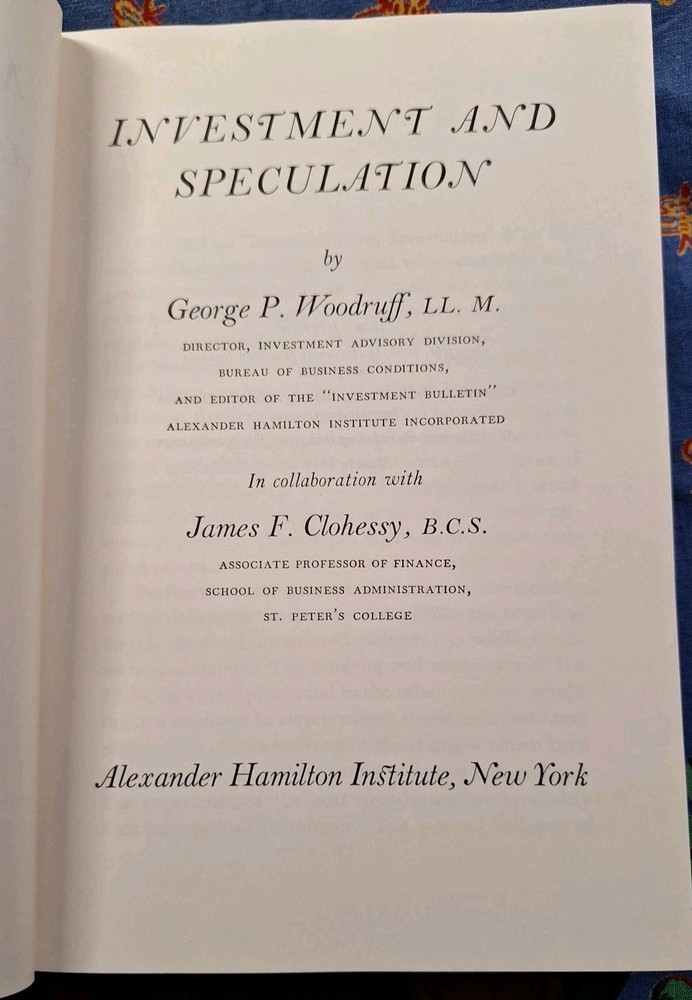 INVESTMENT AND
SPECULATION
by
George P. Woodruff, LL. M.
DIRECTOR, INVESTMENT ADVISORY DIVISION,
BUREAU OF BUSINESS CONDITIONS,
AND EDITOR OF THE "INVESTMENT BULLETIN"
ALEXANDER HAMILTON INSTITUTE INCORPORATED
In collaboration with
James F. Clohessy, B.C.S.
ASSOCIATE PROFESSOR OF FINANCE,
SCHOOL OF BUSINESS ADMINISTRATION,
ST. PETER'S COLLEGE
Alexander Hamilton Institute, New York